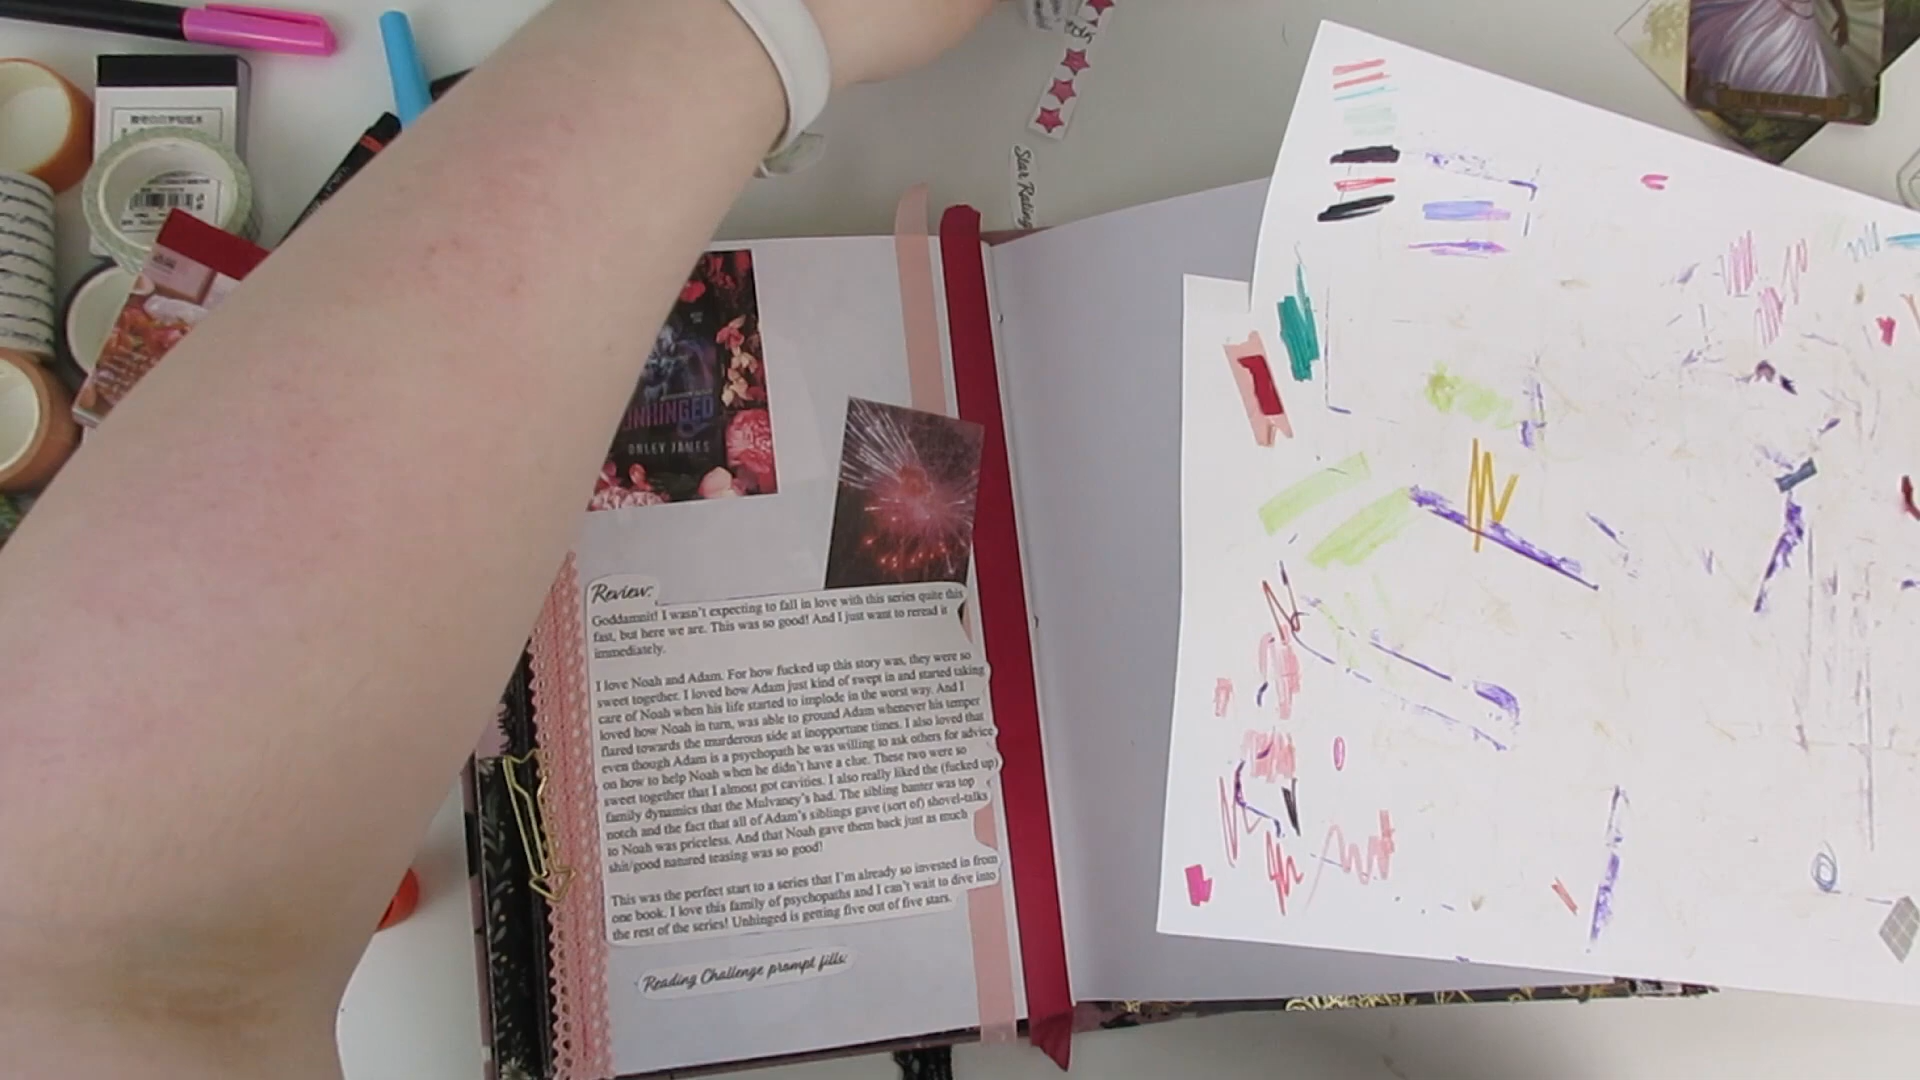 Star Rating
UNHINGED
ONLEY JAMES
Review:
Goddamnit! I wasn't expecting to fall in love with this series quite this
fast, but here we are. This was so good! And I just want to reread it
immediately.
I love Noah and Adam. For how fucked up this story was, they were so
sweet together. I loved how Adam just kind of swept in and started taking
care of Noah when his life started to implode in the worst way. And I
loved how Noah in turn, was able to ground Adam whenever his temper
flared towards the murderous side at inopportune times. I also loved that
even though Adam is a psychopath he was willing to ask others for advice
on how to help Noah when he didn't have a clue. These two were so
sweet together that I almost got cavities. I also really liked the (fucked up)
family dynamics that the Mulvaney's had. The sibling banter was top
notch and the fact that all of Adam's siblings gave (sort of) shovel-talks
to Noah was priceless. And that Noah gave them back just as much
shit/good natured teasing was so good!
This was the perfect start to a series that I'm already so invested in from
one book. I love this family of psychopaths and I can't wait to dive into
the rest of the series! Unhinged is getting five out of five stars.
Reading Challenge prompt fills: